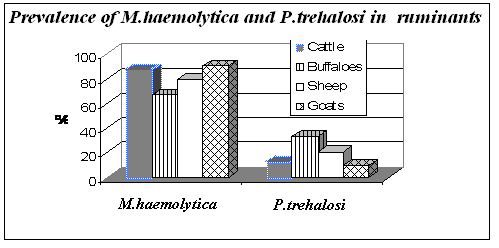 Prevalence of M.haemolytica and P.trehalosi in ruminants
Cattle
Buffaloes
Sheep
Goats
100
80
60
40
20
0
%
M.haemolytica P.trehalosi